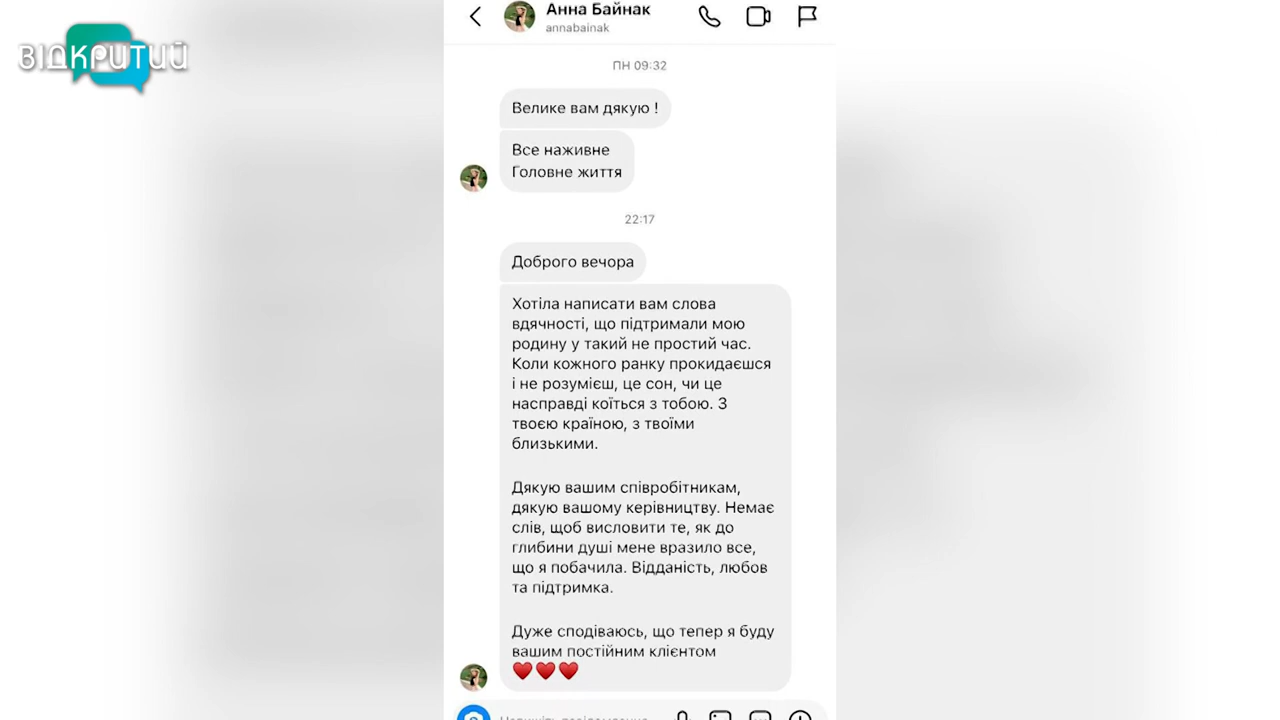 ВІДКРИТИЙ
Анна Байнак
annabainak
ПН 09:32
Велике вам дякую !
Все наживне
Головне життя
22:17
Доброго вечора
Хотіла написати вам слова
вдячності, що підтримали мою
родину у такий не простий час.
Коли кожного ранку прокидаєшся
і не розумієш, це сон, чи це
насправді коїться з тобою. З
твоєю країною, з твоїми
близькими.
Дякую вашим співробітникам,
дякую вашому керівництву. Немає
слів, щоб висловити те, як до
глибини душі мене вразило все,
що я побачила. Відданість, любов
та підтримка.
Дуже сподіваюсь, що тепер я буду
вашим постійним клієнтом
♥️♥️♥️